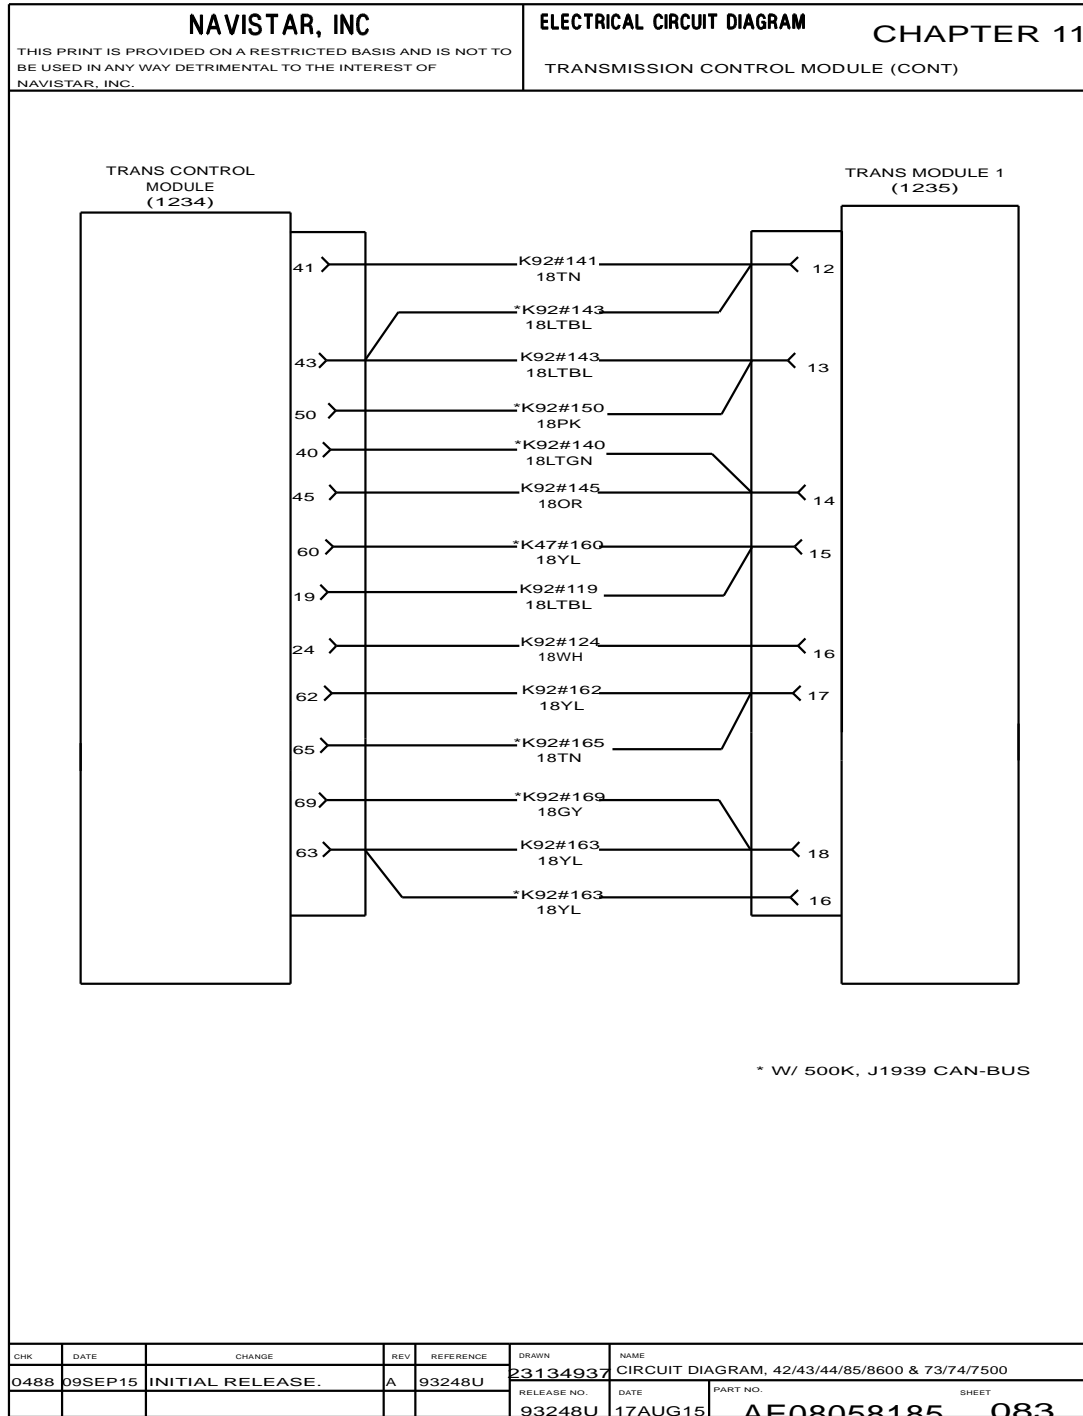 NAVISTAR, INC
THIS PRINT IS PROVIDED ON A RESTRICTED BASIS AND IS NOT TO
BE USED IN ANY WAY DETRIMENTAL TO THE INTEREST OF
NAVISTAR, INC.
ELECTRICAL CIRCUIT DIAGRAM
CHAPTER 11
TRANSMISSION CONTROL MODULE (CONT)
TRANS CONTROL
MODULE
(1234)
TRANS MODULE 1
(1235)
41 K92#141 12
18TN
*K92#143
18LTBL
43 K92#143 13
18LTBL
50 *K92#150
18PK
40 *K92#140
18LTGN
45 K92#145 14
18OR
60 *K47#160 15
18YL
19 K92#119
18LTBL
24 K92#124 16
18WH
62 K92#162 17
18YL
65 *K92#165
18TN
69 *K92#169
18GY
63 K92#163 18
18YL
*K92#163 16
18YL
* W/ 500K, J1939 CAN-BUS
CHK DATE CHANGE REV REFERENCE
0488 09SEP15 INITIAL RELEASE. A 93248U
DRAWN
23134937
NAME
CIRCUIT DIAGRAM, 42/43/44/85/8600 & 73/74/7500
RELEASE NO.
93248U
DATE
17AUG15
PART NO.
AE08058185
SHEET
083